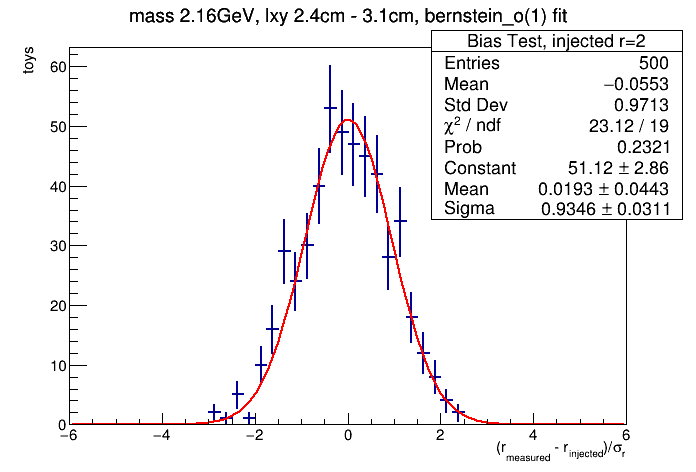 mass 2.16GeV, lxy 2.4cm - 3.1cm, bernstein_o(1) fit
Bias Test, injected r=2
Entries 500
Mean −0.0553
Std Dev 0.9713
χ² / ndf 23.12 / 19
Prob 0.2321
Constant 51.12 ± 2.86
Mean 0.0193 ± 0.0443
Sigma 0.9346 ± 0.0311
toys
60
50
40
30
20
10
0
−6 −4 −2 0 2 4 6
(r_measured - r_injected)/σ_r